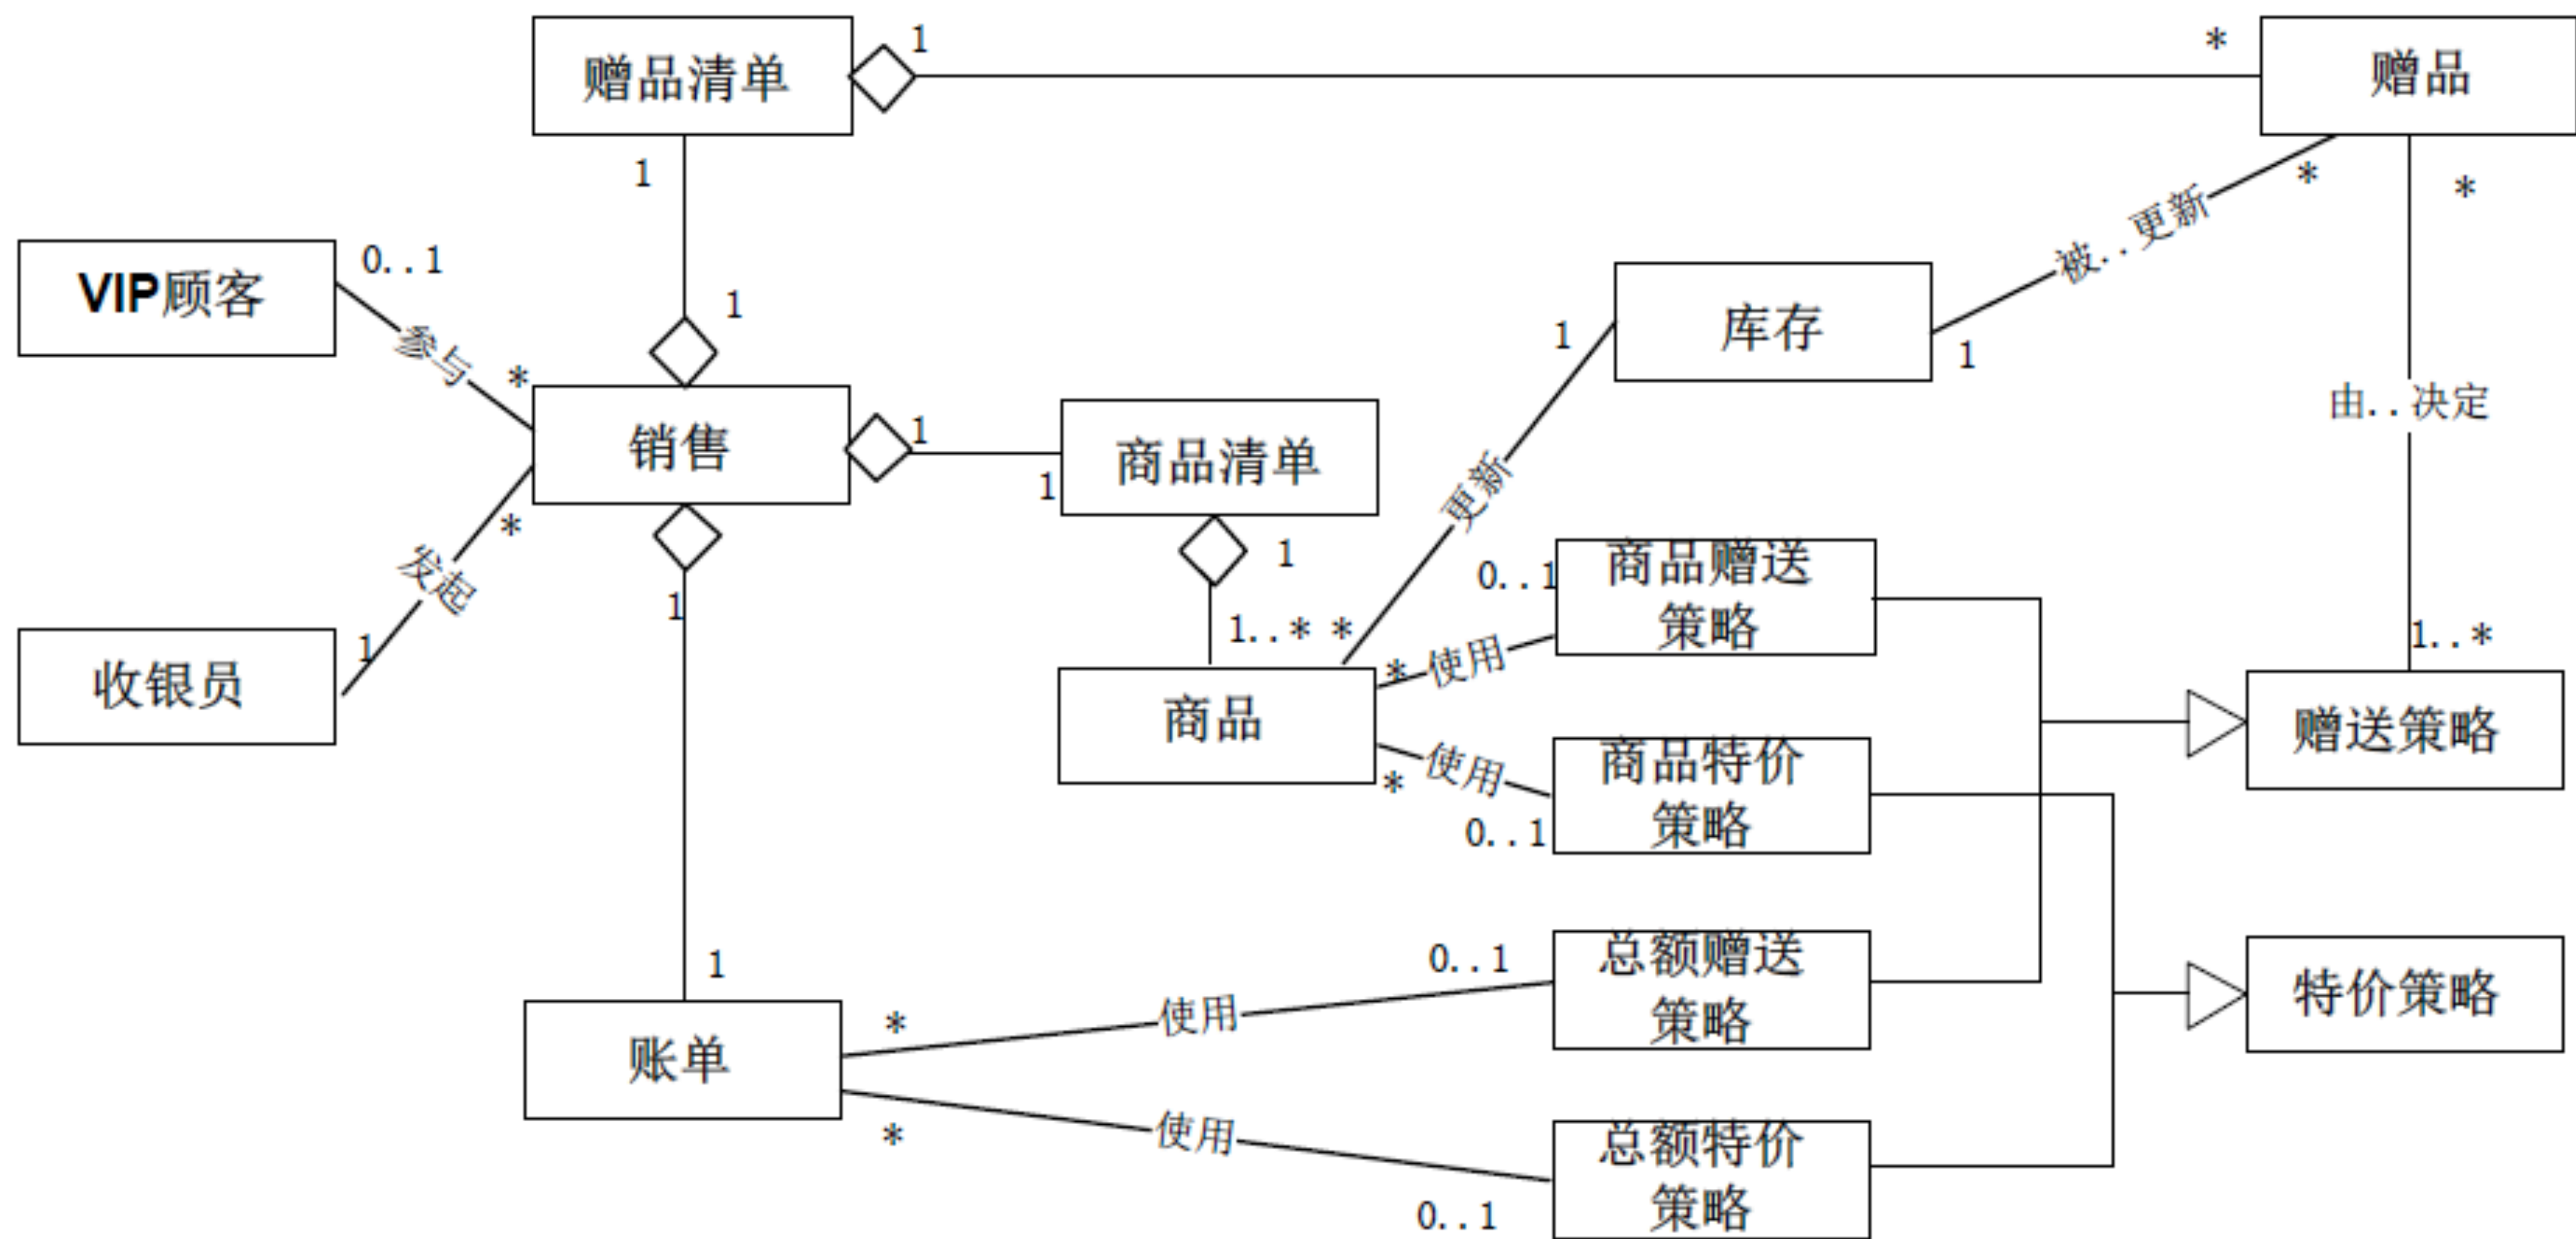 赠品清单
1
*
赠品
1
*
*
被..更新
VIP顾客
0..1
参与
*
1
库存
1
1
由..决定
销售
1
1
商品清单
更新
*
发起
1
收银员
1
1
1..*
*
0..1
商品赠送
策略
*
使用
商品
使用
*
0..1
商品特价
策略
1..*
赠送策略
1
账单
*
使用
0..1
总额赠送
策略
特价策略
*
使用
0..1
总额特价
策略